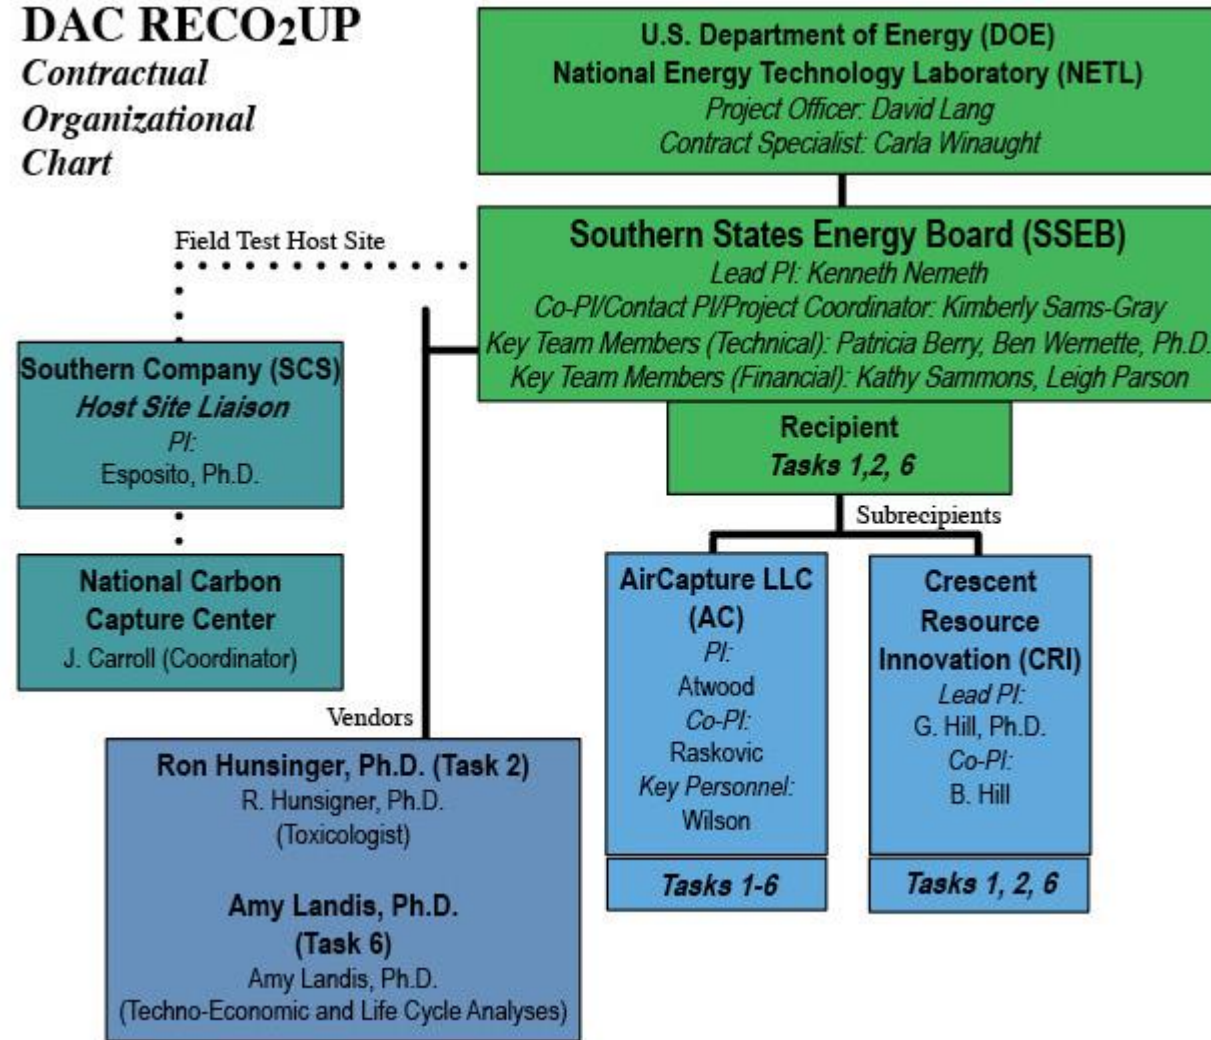 DAC RECO2UP
Contractual
Organizational
Chart
U.S. Department of Energy (DOE)
National Energy Technology Laboratory (NETL)
Project Officer: David Lang
Contract Specialist: Carla Winaught
Southern States Energy Board (SSEB)
Lead PI: Kenneth Nemeth
Co-PI/Contact PI/Project Coordinator: Kimberly Sams-Gray
Key Team Members (Technical): Patricia Berry, Ben Wernette, Ph.D.
Key Team Members (Financial): Kathy Sammons, Leigh Parson
Recipient
Tasks 1,2, 6
Field Test Host Site
Southern Company (SCS)
Host Site Liaison
PI:
Esposito, Ph.D.
National Carbon
Capture Center
J. Carroll (Coordinator)
Subrecipients
AirCapture LLC
(AC)
PI:
Atwood
Co-PI:
Raskovic
Key Personnel:
Wilson
Tasks 1-6
Crescent
Resource
Innovation (CRI)
Lead PI:
G. Hill, Ph.D.
Co-PI:
B. Hill
Tasks 1, 2, 6
Vendors
Ron Hunsinger, Ph.D. (Task 2)
R. Hunsigner, Ph.D.
(Toxicologist)
Amy Landis, Ph.D.
(Task 6)
Amy Landis, Ph.D.
(Techno-Economic and Life Cycle Analyses)